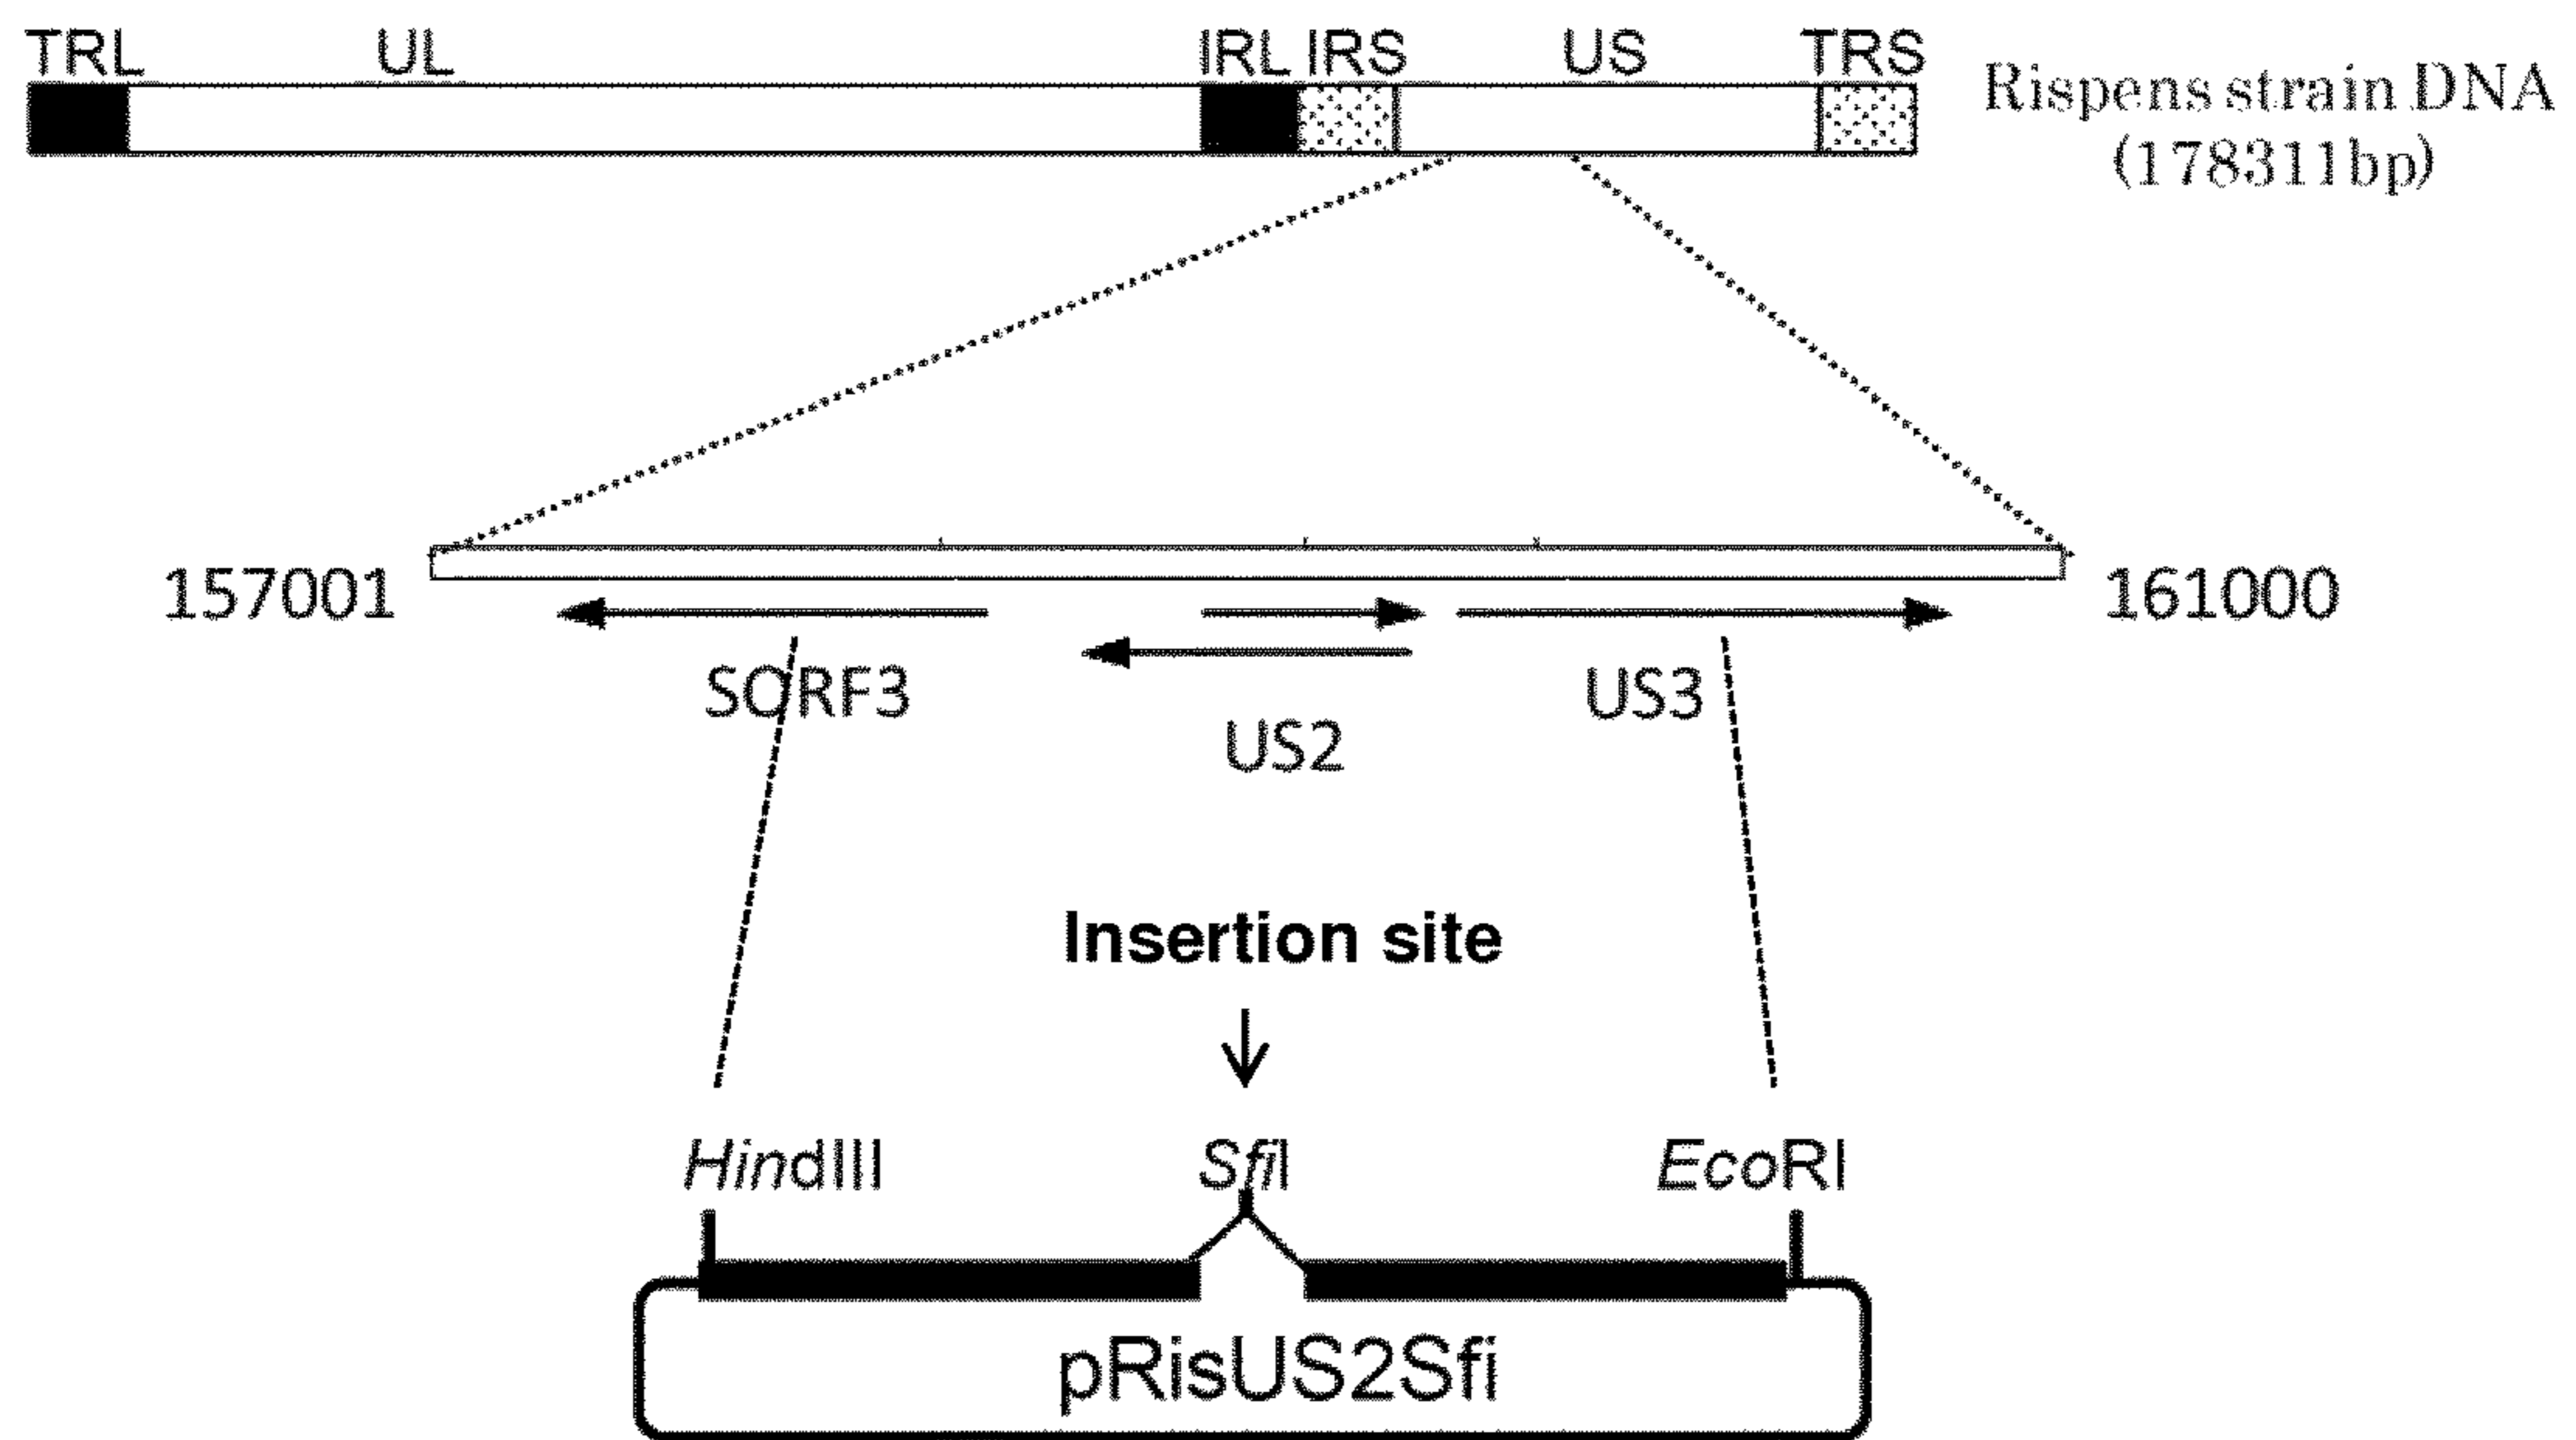 TRL UL IRL IRS US TRS
Rispens strain DNA
(178311bp)
157001 161000
SORF3 US3
US2
Insertion site
HindIII SfiI EcoRI
pRisUS2Sfi